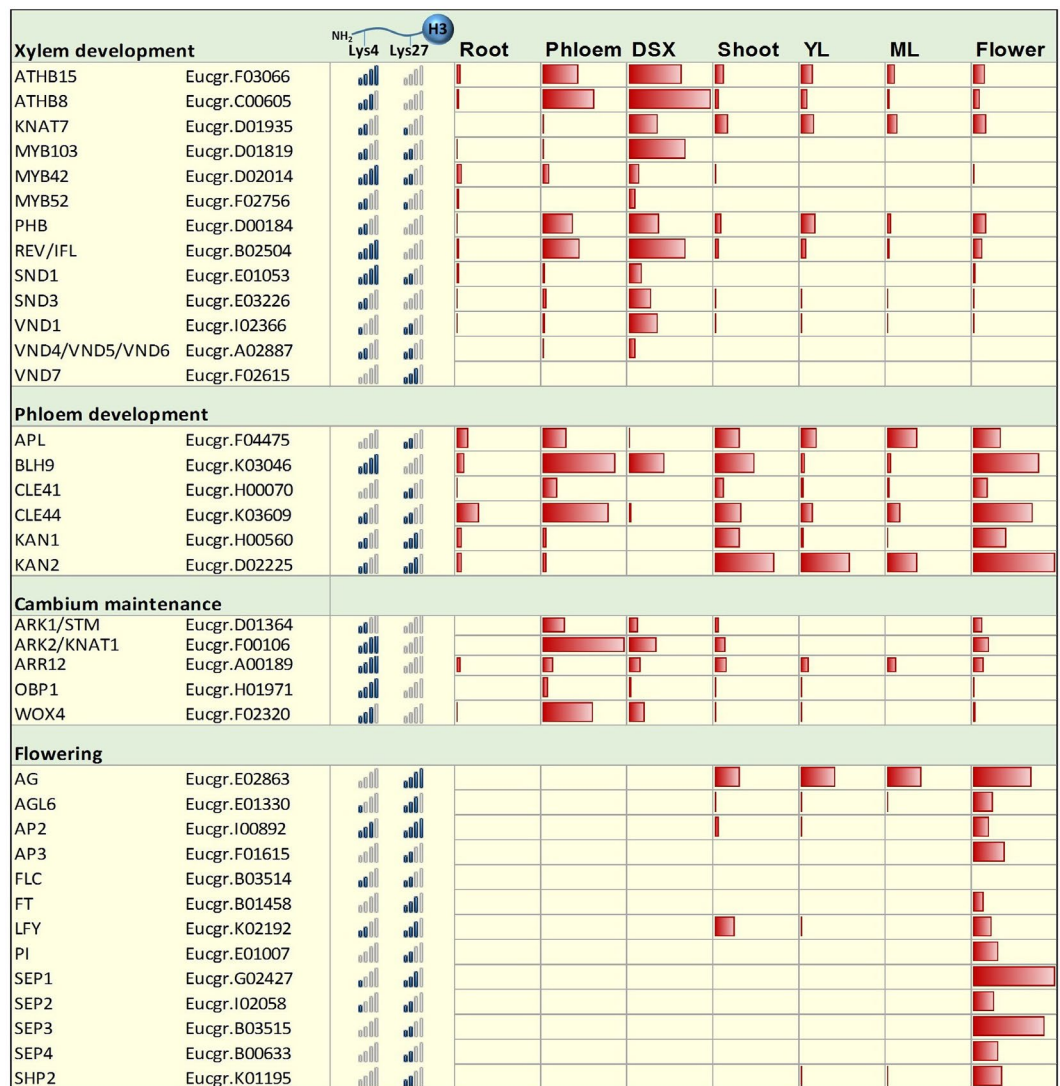 NH2 H3
Xylem development Lys4 Lys27 Root Phloem DSX Shoot YL ML Flower
ATHB15 Eucgr.F03066
ATHB8 Eucgr.C00605
KNAT7 Eucgr.D01935
MYB103 Eucgr.D01819
MYB42 Eucgr.D02014
MYB52 Eucgr.F02756
PHB Eucgr.D00184
REV/IFL Eucgr.B02504
SND1 Eucgr.E01053
SND3 Eucgr.E03226
VND1 Eucgr.I02366
VND4/VND5/VND6 Eucgr.A02887
VND7 Eucgr.F02615
Phloem development
APL Eucgr.F04475
BLH9 Eucgr.K03046
CLE41 Eucgr.H00070
CLE44 Eucgr.K03609
KAN1 Eucgr.H00560
KAN2 Eucgr.D02225
Cambium maintenance
ARK1/STM Eucgr.D01364
ARK2/KNAT1 Eucgr.F00106
ARR12 Eucgr.A00189
OBP1 Eucgr.H01971
WOX4 Eucgr.F02320
Flowering
AG Eucgr.E02863
AGL6 Eucgr.E01330
AP2 Eucgr.I00892
AP3 Eucgr.F01615
FLC Eucgr.B03514
FT Eucgr.B01458
LFY Eucgr.K02192
PI Eucgr.E01007
SEP1 Eucgr.G02427
SEP2 Eucgr.I02058
SEP3 Eucgr.B03515
SEP4 Eucgr.B00633
SHP2 Eucgr.K01195